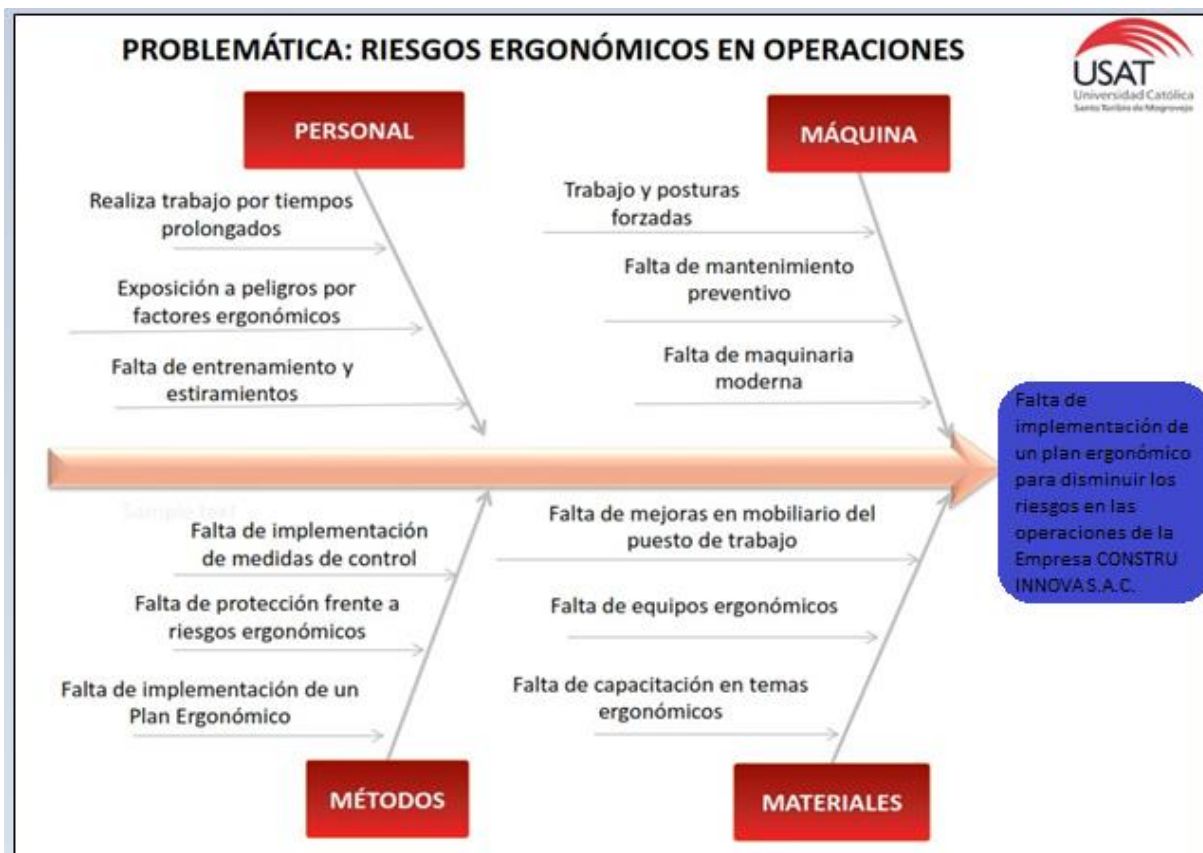 PROBLEMÁTICA: RIESGOS ERGONÓMICOS EN OPERACIONES
USAT
Universidad Católica
Santo Toribio de Mogrovejo
PERSONAL
Realiza trabajo por tiempos
prolongados
Exposición a peligros por
factores ergonómicos
Falta de entrenamiento y
estiramientos
MÁQUINA
Trabajo y posturas
forzadas
Falta de mantenimiento
preventivo
Falta de maquinaria
moderna
Falta de
implementación de
un plan ergonómico
para disminuir los
riesgos en las
operaciones de la
Empresa CONSTRU
INNOVA S.A.C.
Sample text
Falta de implementación
de medidas de control
Falta de protección frente a
riesgos ergonómicos
Falta de implementación de un
Plan Ergonómico
MÉTODOS
Falta de mejoras en mobiliario del
puesto de trabajo
Falta de equipos ergonómicos
Falta de capacitación en temas
ergonómicos
MATERIALES